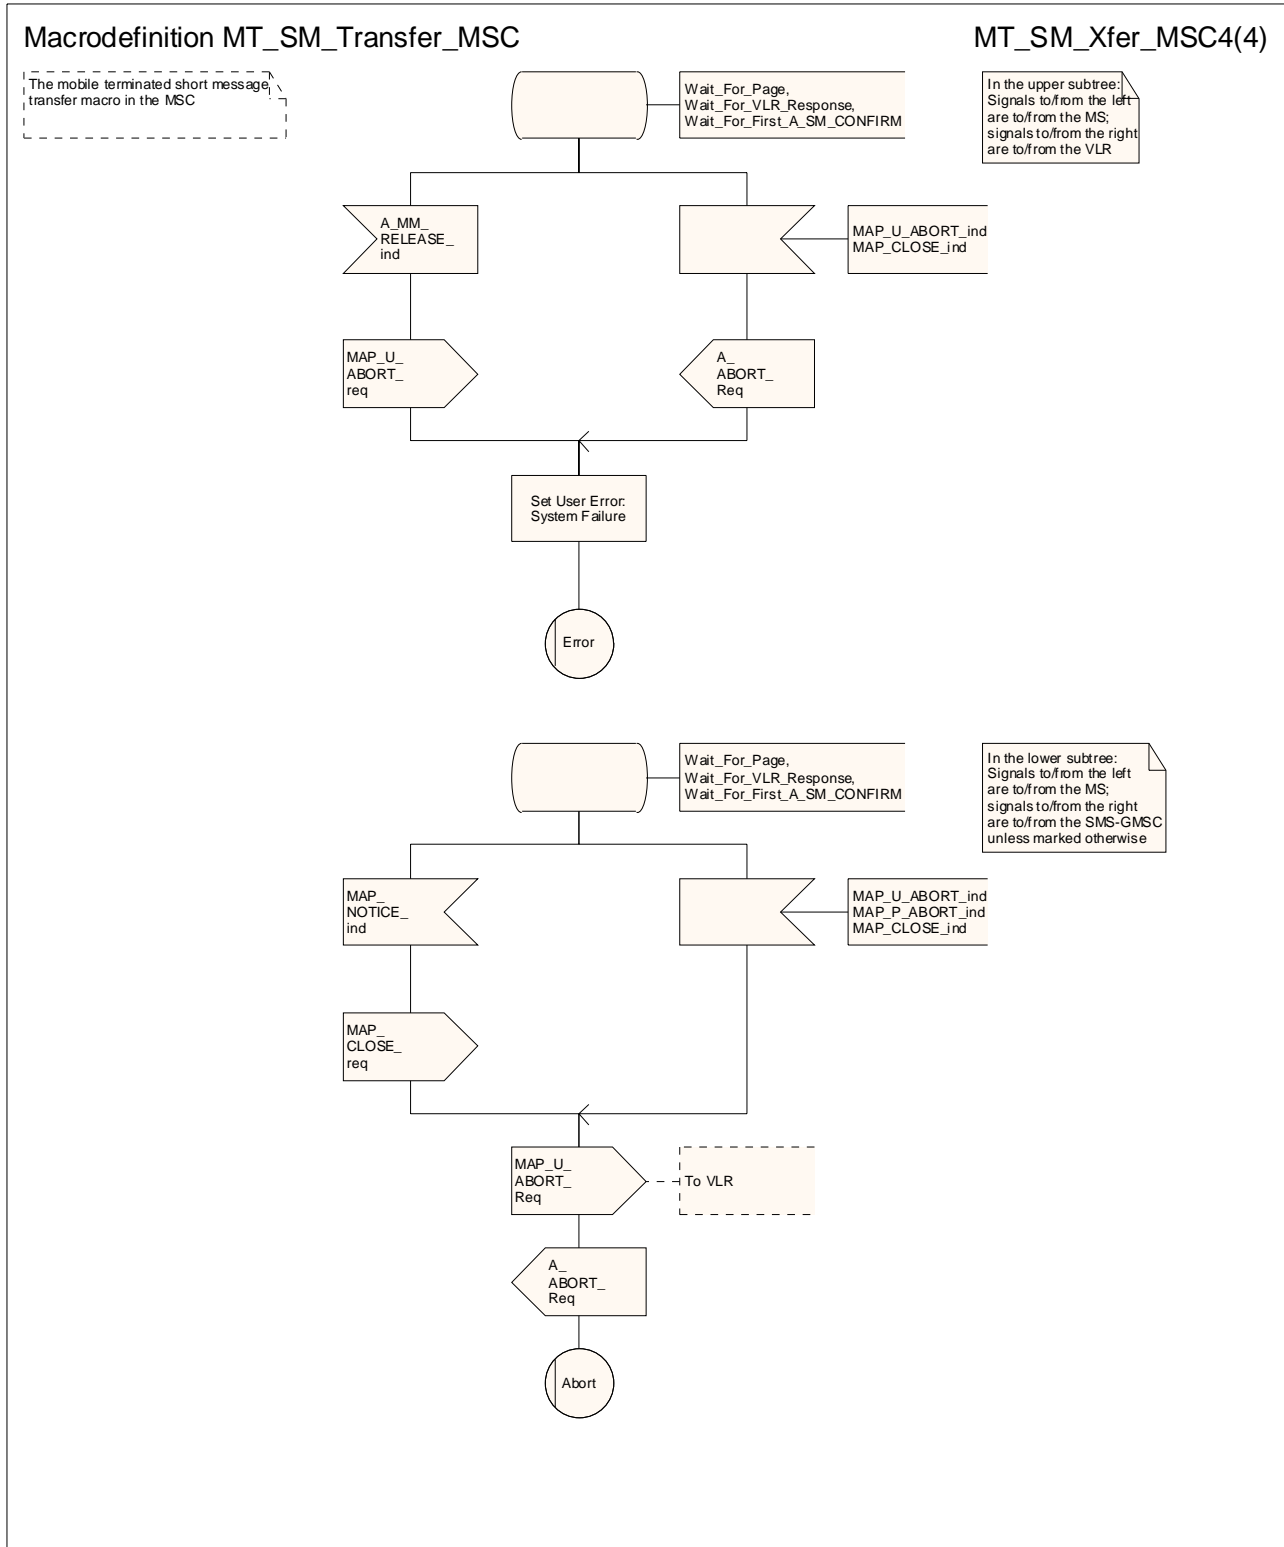 Macrodefinition MT_SM_Transfer_MSC
MT_SM_Xfer_MSC4(4)
The mobile terminated short message
transfer macro in the MSC
Wait_For_Page,
Wait_For_VLR_Response,
Wait_For_First_A_SM_CONFIRM
In the upper subtree:
Signals to/from the left
are to/from the MS;
signals to/from the right
are to/from the VLR
A_MM_
RELEASE_
ind
MAP_U_ABORT_ind
MAP_CLOSE_ind
MAP_U_
ABORT_
req
A_
ABORT_
Req
Set User Error:
System Failure
Error
Wait_For_Page,
Wait_For_VLR_Response,
Wait_For_First_A_SM_CONFIRM
In the lower subtree:
Signals to/from the left
are to/from the MS;
signals to/from the right
are to/from the SMS-GMSC
unless marked otherwise
MAP_
NOTICE_
ind
MAP_U_ABORT_ind
MAP_P_ABORT_ind
MAP_CLOSE_ind
MAP_
CLOSE_
req
MAP_U_
ABORT_
Req
To VLR
A_
ABORT_
Req
Abort